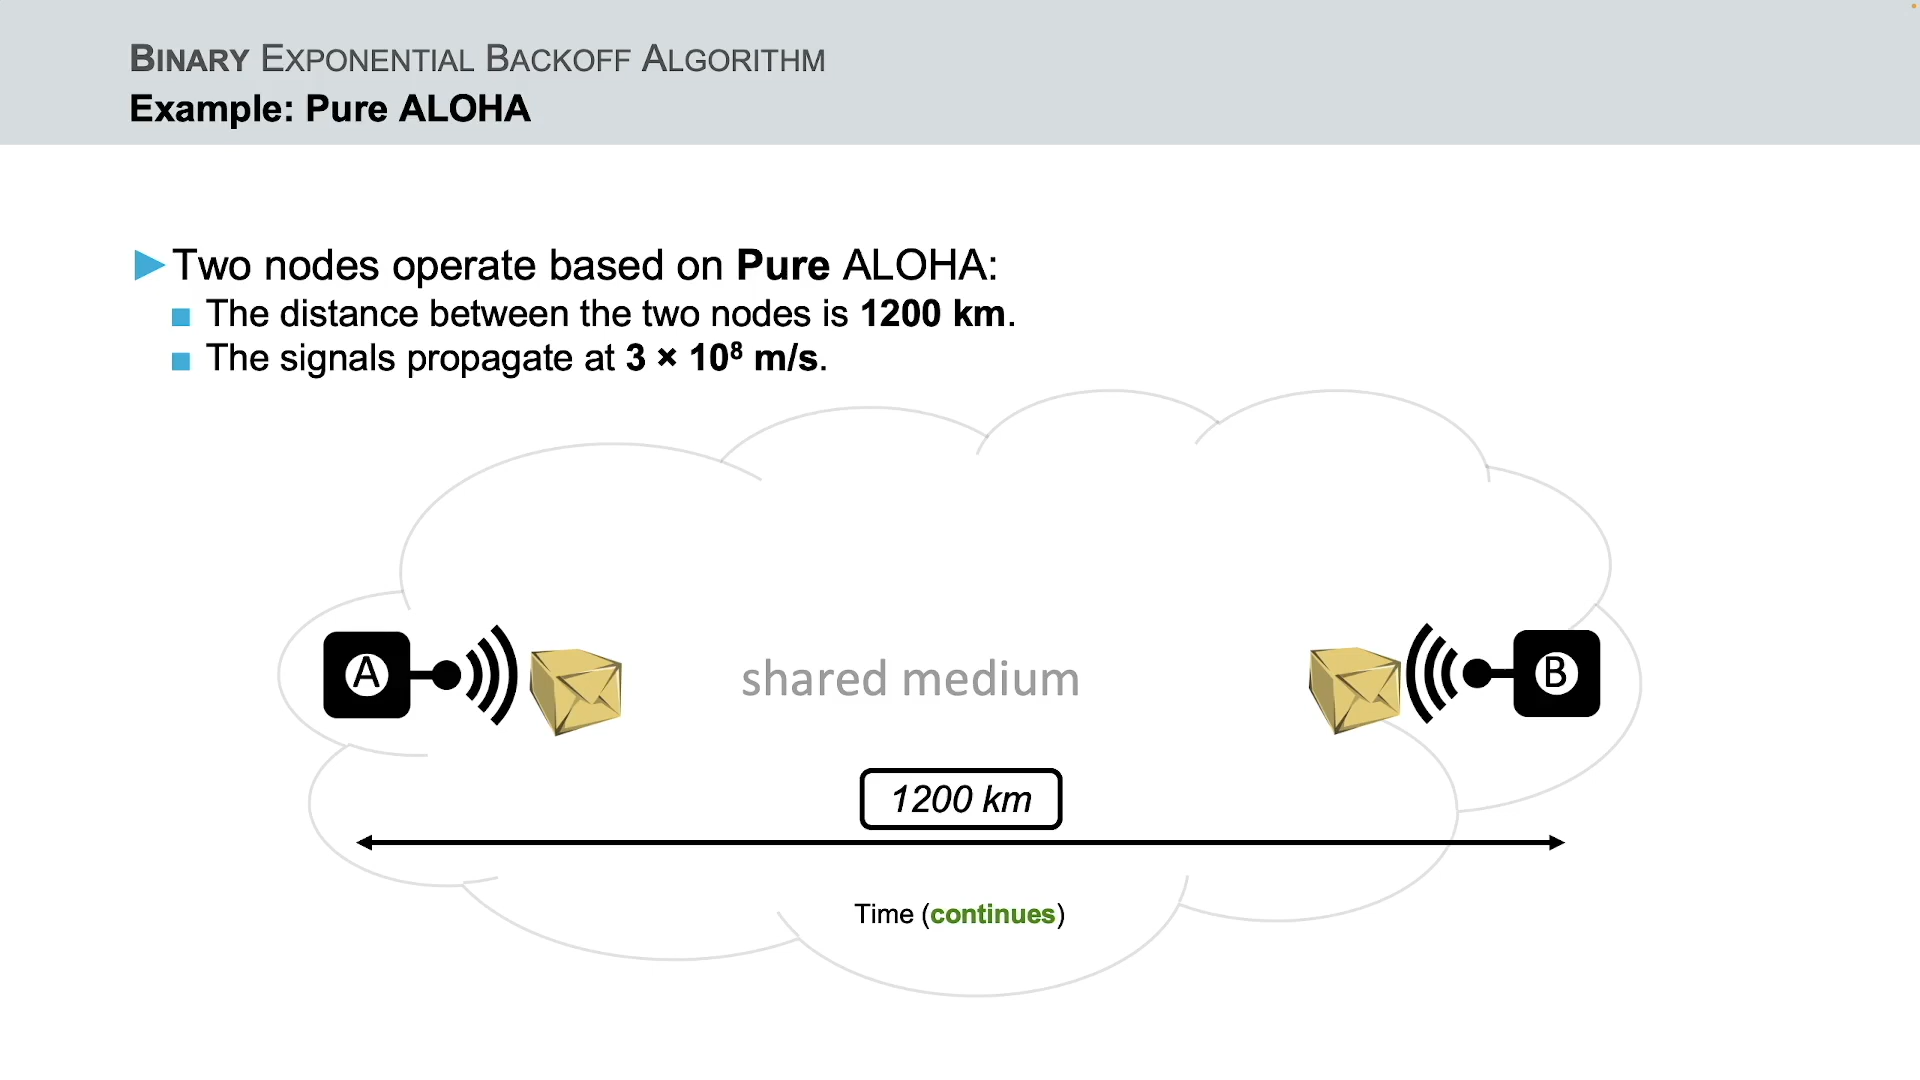 BINARY EXPONENTIAL BACKOFF ALGORITHM
Example: Pure ALOHA
Two nodes operate based on Pure ALOHA:
The distance between the two nodes is 1200 km.
The signals propagate at 3 × 10⁸ m/s.
A
shared medium
B
1200 km
Time (continues)